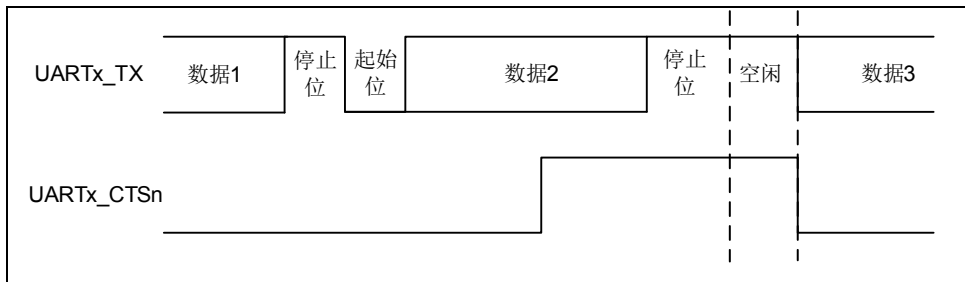 UARTx_TX
数据1
停止
位
起始
位
数据2
停止
位
空闲
数据3
UARTx_CTSn